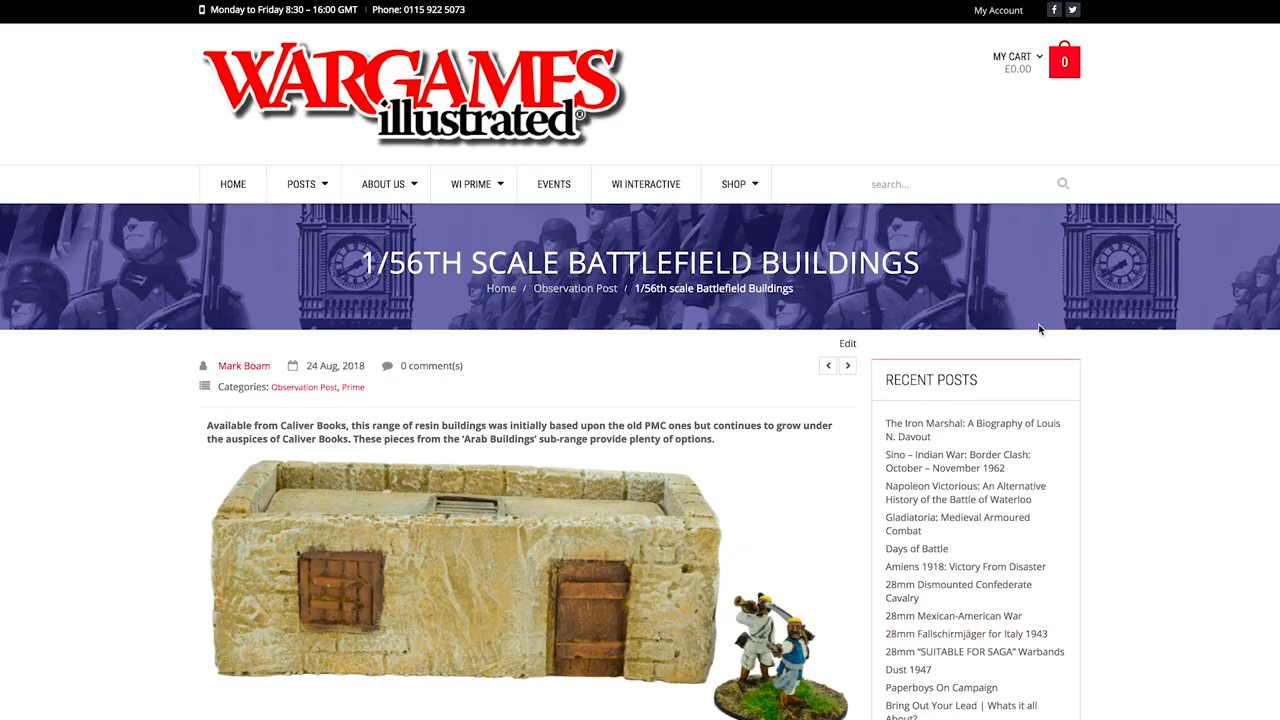 Monday to Friday 8:30 – 16:00 GMT
Phone: 0115 922 5073
My Account
WARGAMES
illustrated®
MY CART
£0.00
0
HOME
POSTS
ABOUT US
WI PRIME
EVENTS
WI INTERACTIVE
SHOP
search...
1/56TH SCALE BATTLEFIELD BUILDINGS
Home / Observation Post / 1/56th scale Battlefield Buildings
Edit
Mark Boam 24 Aug, 2018 0 comment(s)
Categories: Observation Post, Prime
Available from Caliver Books, this range of resin buildings was initially based upon the old PMC ones but continues to grow under
the auspices of Caliver Books. These pieces from the ‘Arab Buildings’ sub-range provide plenty of options.
RECENT POSTS
The Iron Marshal: A Biography of Louis
N. Davout
Sino – Indian War: Border Clash:
October – November 1962
Napoleon Victorious: An Alternative
History of the Battle of Waterloo
Gladiatoria: Medieval Armoured
Combat
Days of Battle
Amiens 1918: Victory From Disaster
28mm Dismounted Confederate
Cavalry
28mm Mexican-American War
28mm Fallschirmjäger for Italy 1943
28mm “SUITABLE FOR SAGA” Warbands
Dust 1947
Paperboys On Campaign
Bring Out Your Lead | Whats it all
About?